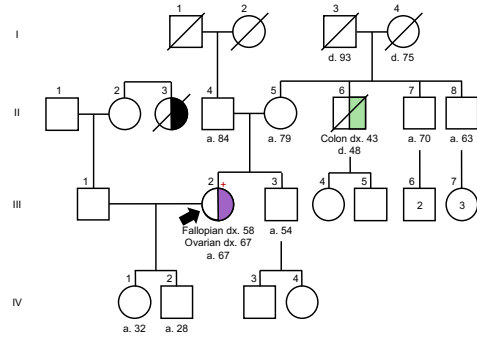 1 2 3 4
I
d. 93 d. 75
1 2 3 4 5 6 7 8
II
a. 84 a. 79 Colon dx. 43 a. 70 a. 63
d. 48
1 2 + 3 4 5 6 7
III
2 3
Fallopian dx. 58 a. 54
Ovarian dx. 67
a. 67
1 2 3 4
IV
a. 32 a. 28